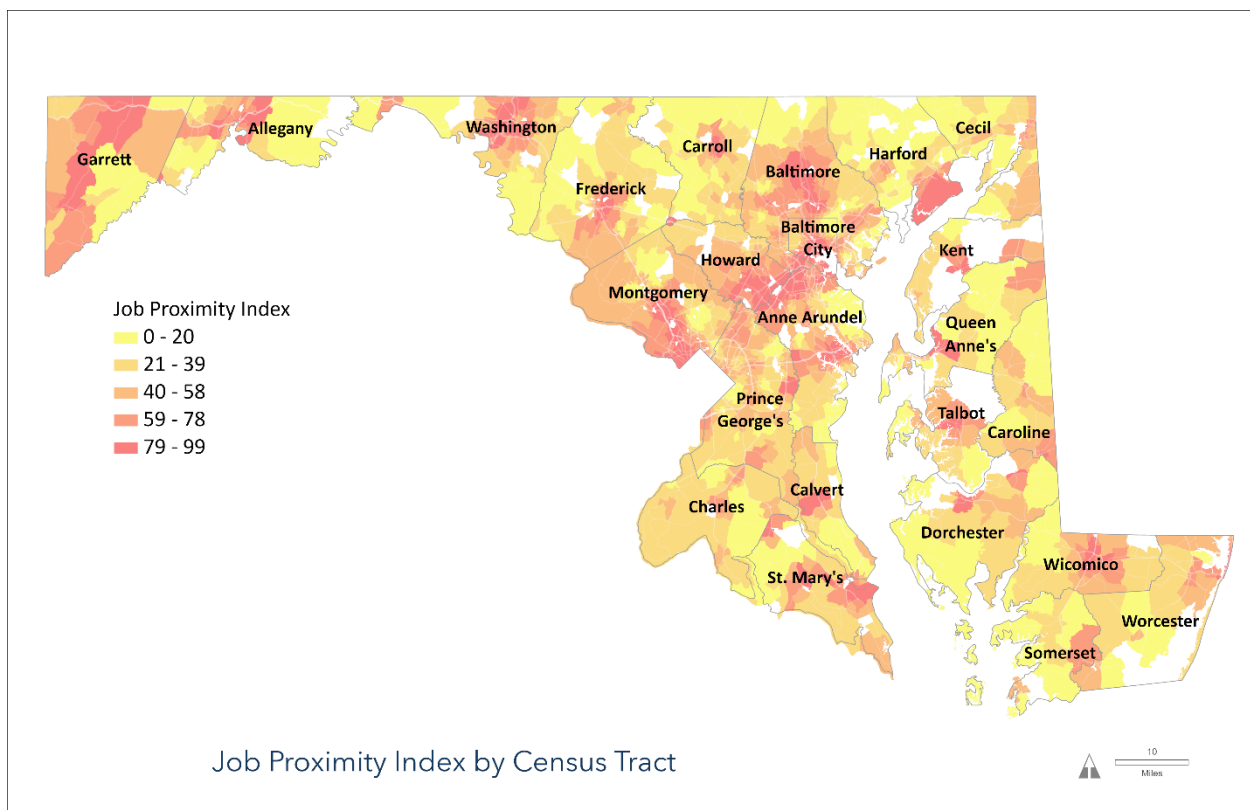 Garrett
Allegany
Washington
Frederick
Carroll
Baltimore
Harford
Cecil
Baltimore
City
Howard
Montgomery
Anne Arundel
Kent
Queen
Anne's
Prince
George's
Talbot
Caroline
Charles
Calvert
St. Mary's
Dorchester
Wicomico
Worcester
Somerset
Job Proximity Index
0 - 20
21 - 39
40 - 58
59 - 78
79 - 99
Job Proximity Index by Census Tract
10
Miles